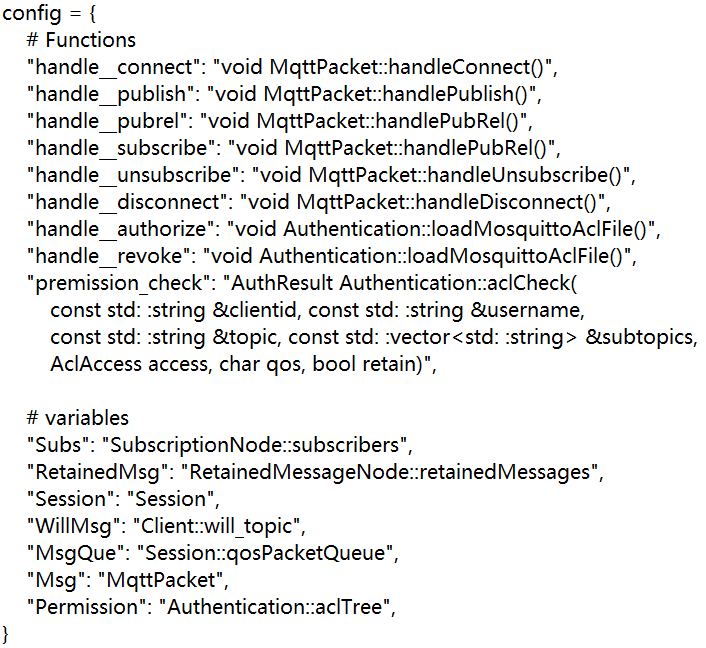 config = {
# Functions
"handle__connect": "void MqttPacket::handleConnect()",
"handle__publish": "void MqttPacket::handlePublish()",
"handle__pubrel": "void MqttPacket::handlePubRel()",
"handle__subscribe": "void MqttPacket::handlePubRel()",
"handle__unsubscribe": "void MqttPacket::handleUnsubscribe()",
"handle__disconnect": "void MqttPacket::handleDisconnect()",
"handle__authorize": "void Authentication::loadMosquittoAclFile()",
"handle__revoke": "void Authentication::loadMosquittoAclFile()",
"premission_check": "AuthResult Authentication::aclCheck(
const std: :string &clientid, const std: :string &username,
const std: :string &topic, const std: :vector<std: :string> &subtopics,
AclAccess access, char qos, bool retain)",
# variables
"Subs": "SubscriptionNode::subscribers",
"RetainedMsg": "RetainedMessageNode::retainedMessages",
"Session": "Session",
"WillMsg": "Client::will_topic",
"MsgQue": "Session::qosPacketQueue",
"Msg": "MqttPacket",
"Permission": "Authentication::aclTree",
}